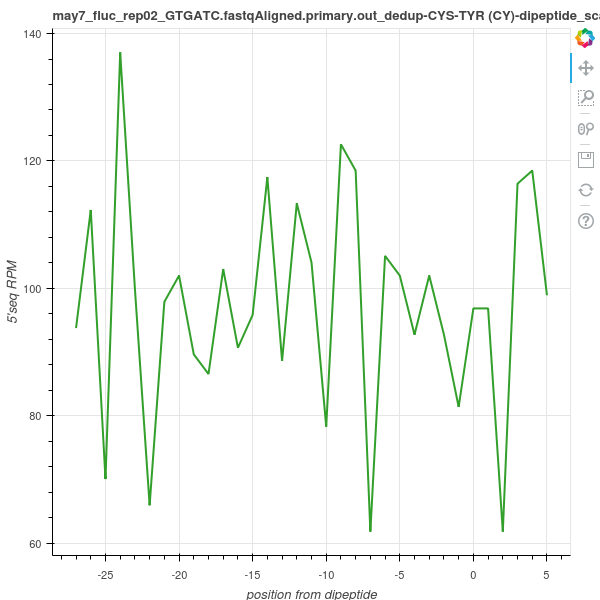 may7_fluc_rep02_GTGATC.fastqAligned.primary.out_dedup-CYS-TYR (CY)-dipeptide_sca
140
120
100
80
60
5'seq RPM
-25 -20 -15 -10 -5 0 5
position from dipeptide